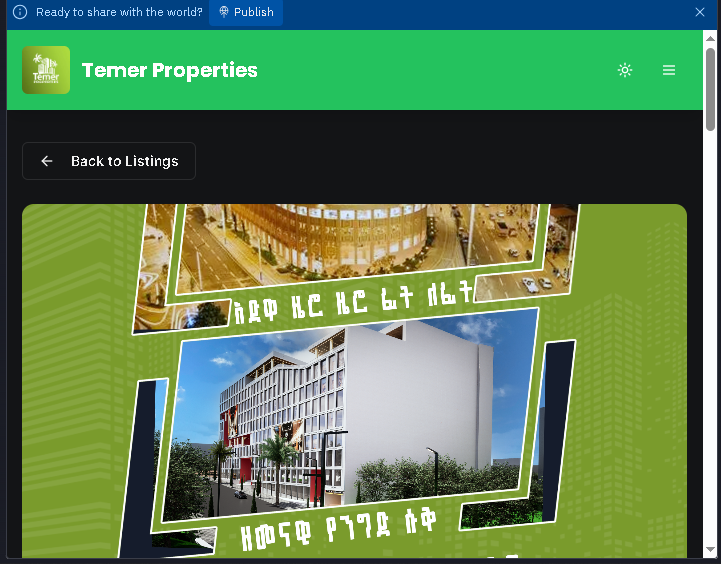 Ready to share with the world? Publish
Temer
Temer Properties
Back to Listings
አድዋ ዜሮ ዜሮ ፊት ለፊት
ዘመናዊ የንግድ ሱቅ